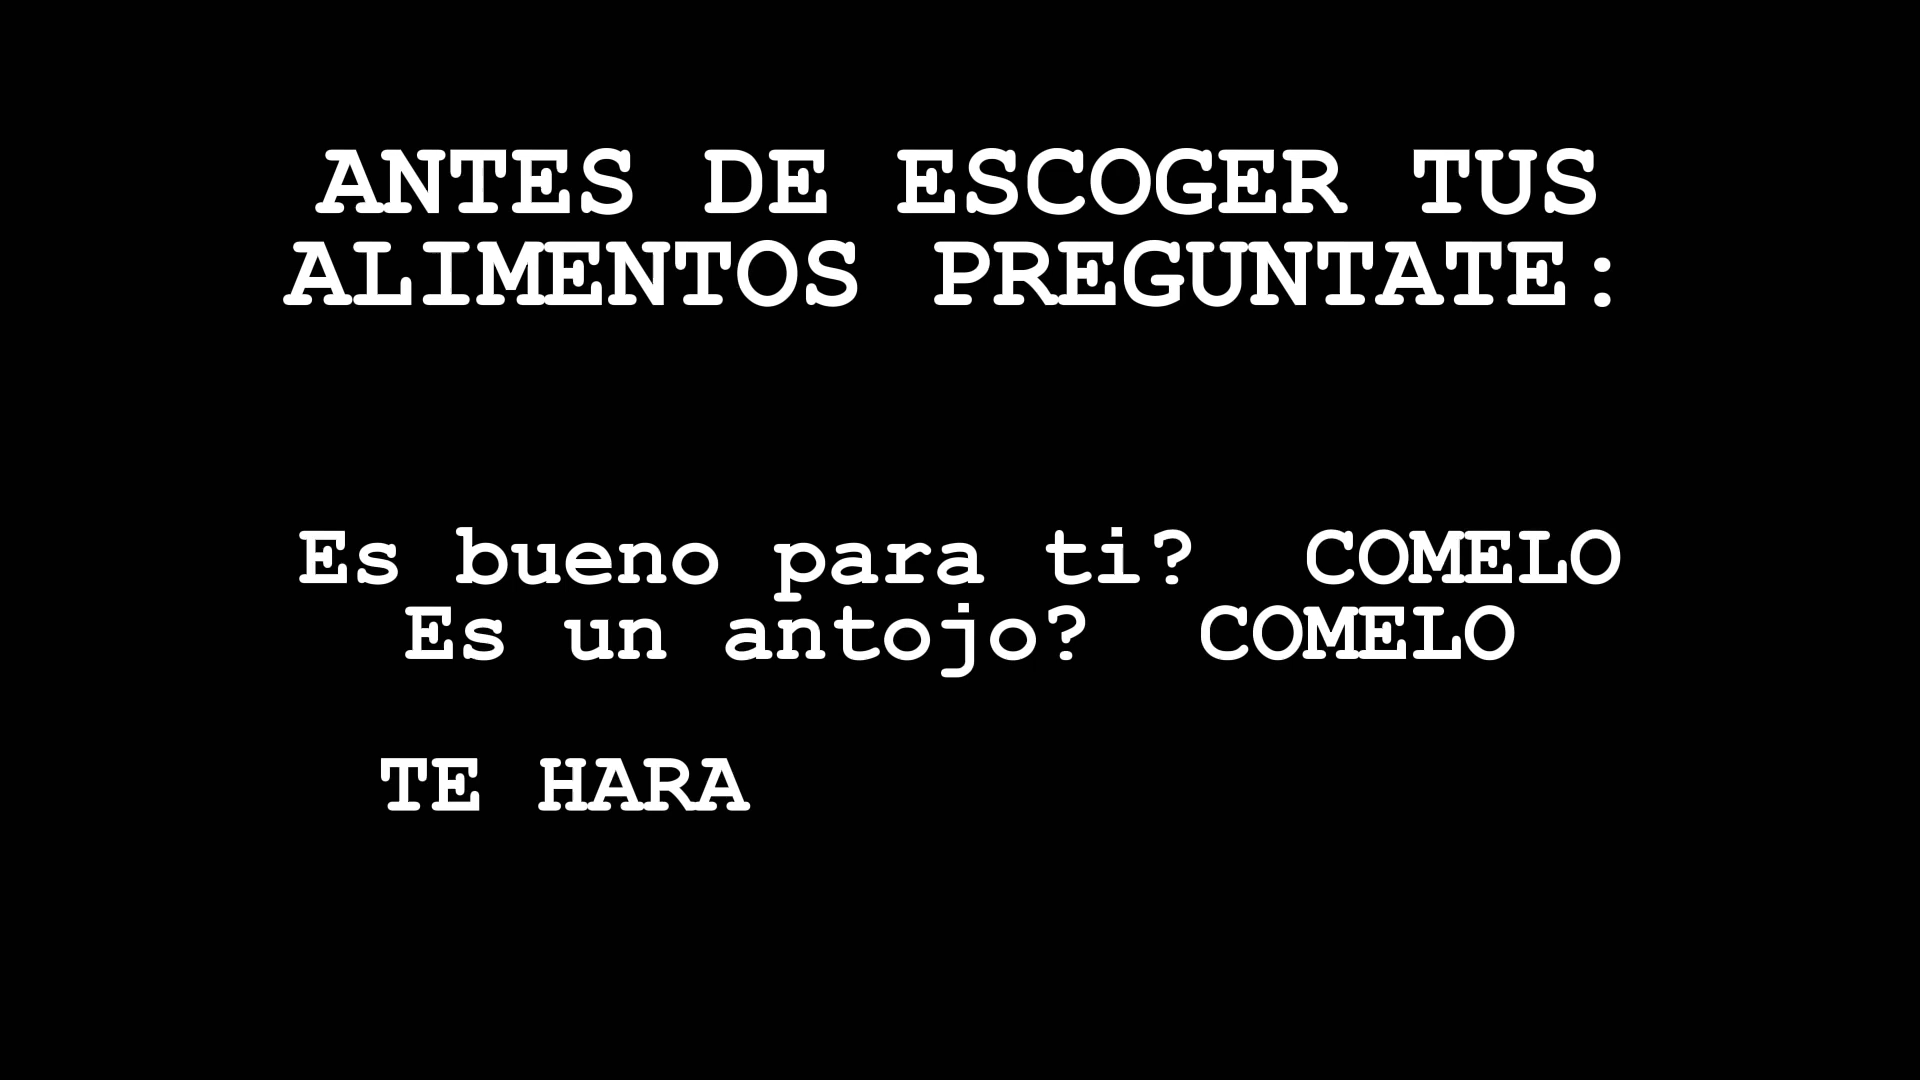 ANTES DE ESCOGER TUS
ALIMENTOS PREGUNTATE:
Es bueno para ti?  COMELO
Es un antojo?  COMELO
TE HARA